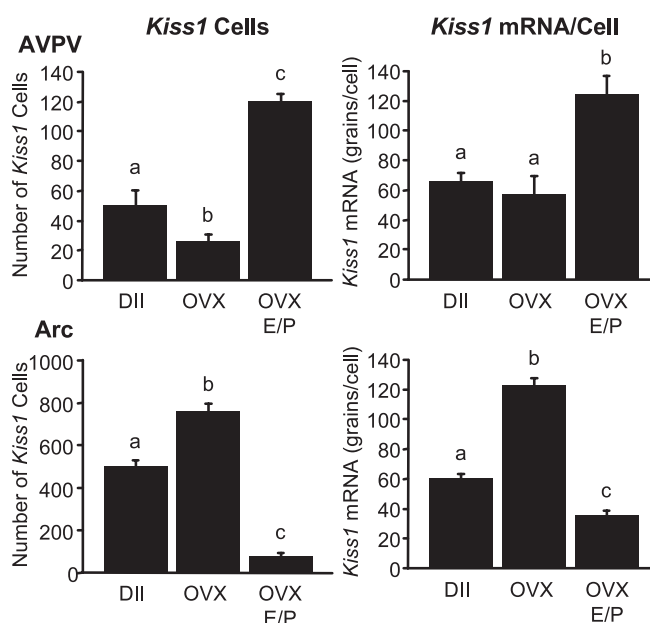 Kiss1 Cells
Kiss1 mRNA/Cell
AVPV
Number of Kiss1 Cells
140
120
100
80
60
40
20
0
a
b
c
DII
OVX
OVX
E/P
Kiss1 mRNA (grains/cell)
140
120
100
80
60
40
20
0
a
a
b
DII
OVX
OVX
E/P
Arc
Number of Kiss1 Cells
1000
800
600
400
200
0
a
b
c
DII
OVX
OVX
E/P
Kiss1 mRNA (grains/cell)
140
120
100
80
60
40
20
0
a
b
c
DII
OVX
OVX
E/P